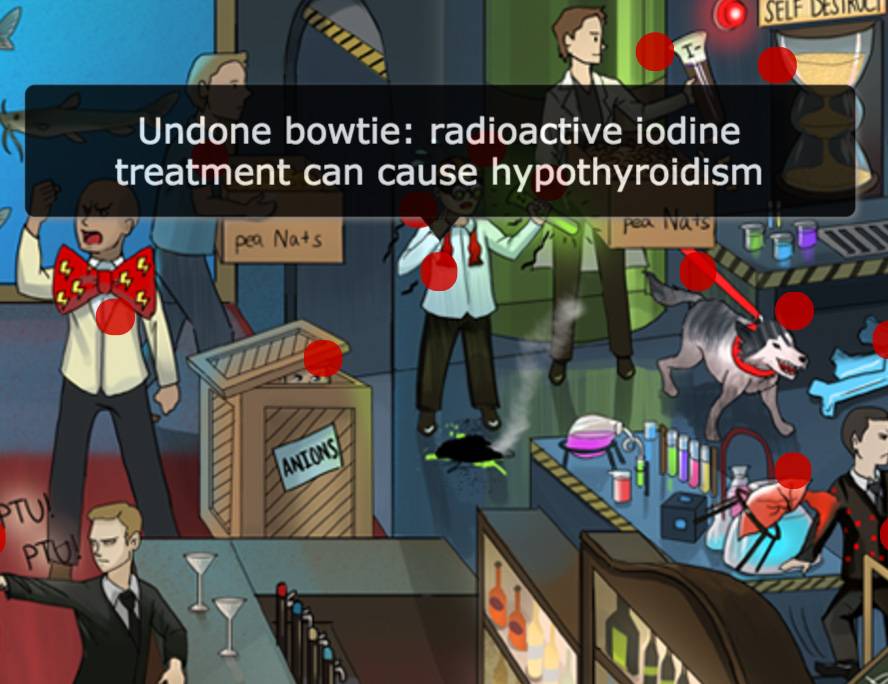 SELF DESTRUCT
I-
Undone bowtie: radioactive iodine
treatment can cause hypothyroidism
pea Nats
pea Nats
ANIONS
PTU!
PTU!